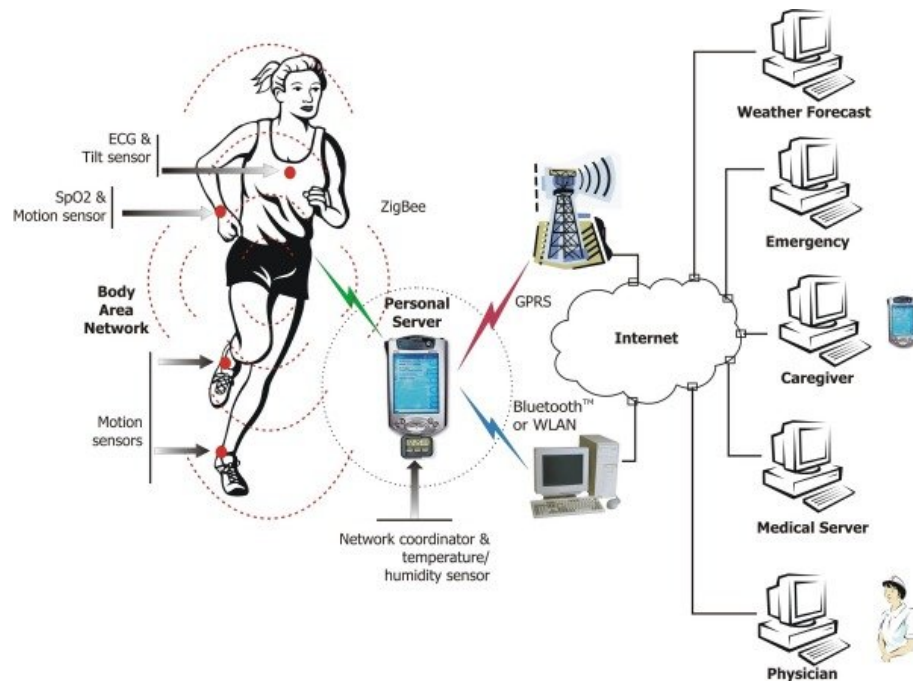 ECG &
Tilt sensor
SpO2 &
Motion sensor
Body
Area
Network
Motion
sensors
ZigBee
Personal
Server
Network coordinator &
temperature/
humidity sensor
GPRS
Bluetooth™
or WLAN
Internet
Weather Forecast
Emergency
Caregiver
Medical Server
Physician